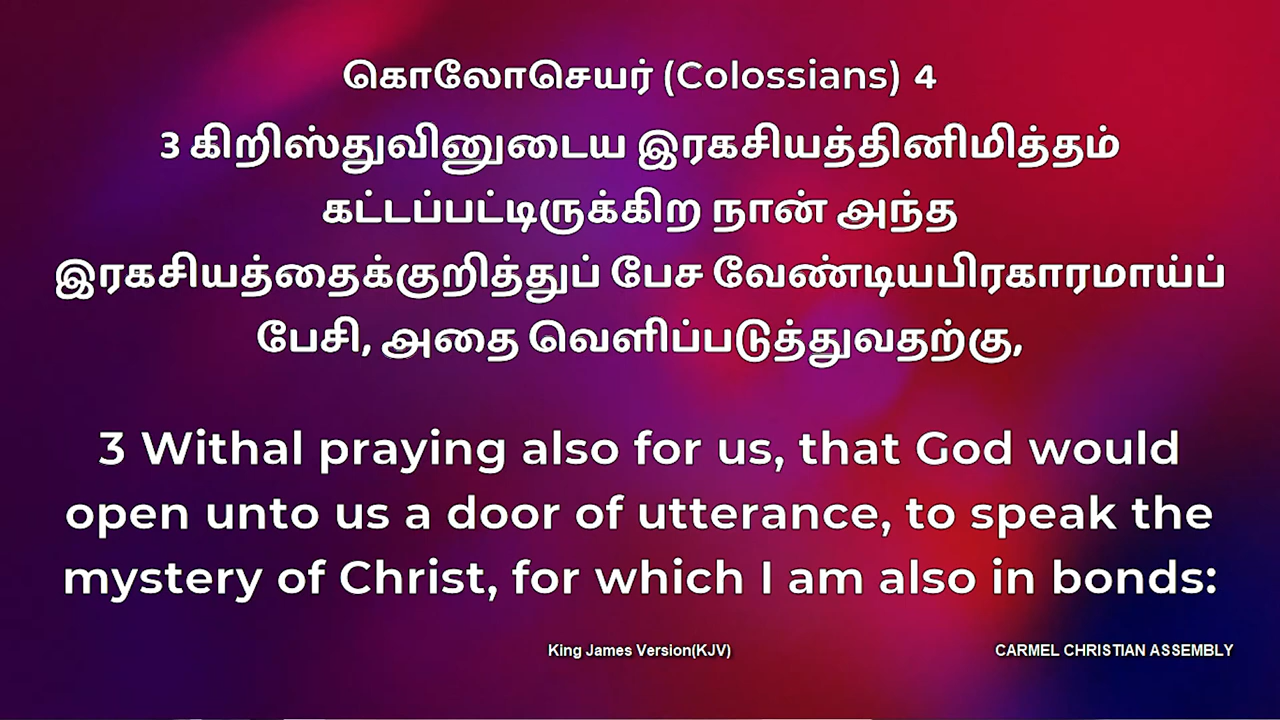 கொலோசெயர் (Colossians) 4
3 கிறிஸ்துவினுடைய இரகசியத்தினிமித்தம்
கட்டப்பட்டிருக்கிற நான் அந்த
இரகசியத்தைக்குறித்துப் பேச வேண்டியபிரகாரமாய்ப்
பேசி, அதை வெளிப்படுத்துவதற்கு,
3 Withal praying also for us, that God would
open unto us a door of utterance, to speak the
mystery of Christ, for which I am also in bonds:
King James Version(KJV)
CARMEL CHRISTIAN ASSEMBLY